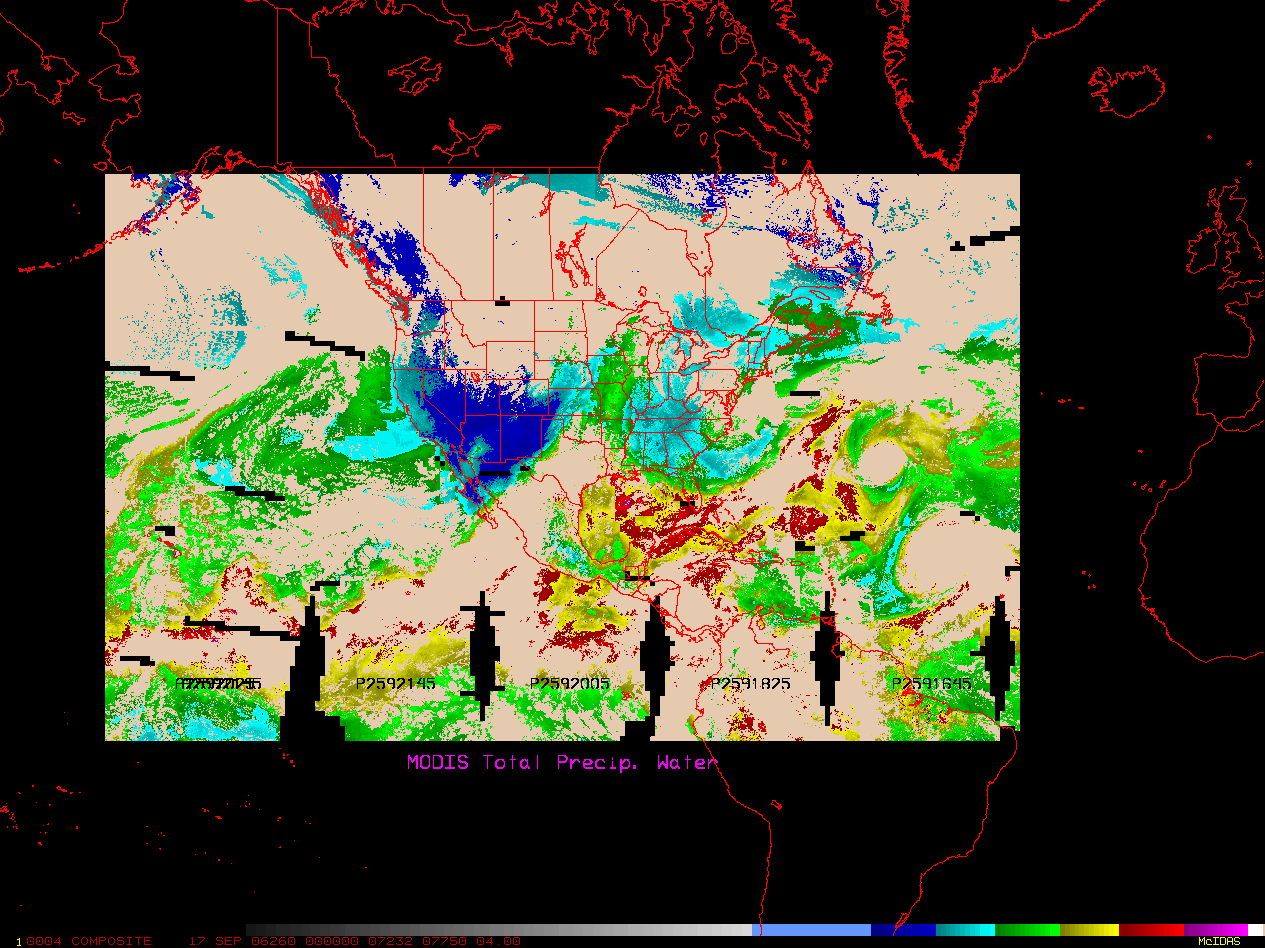 P2592145 P2592005 P2591825 P2591645
MODIS Total Precip. Water
1 0004 COMPOSITE 17 SEP 06260 000000 07232 07750 04.00 McIDAS